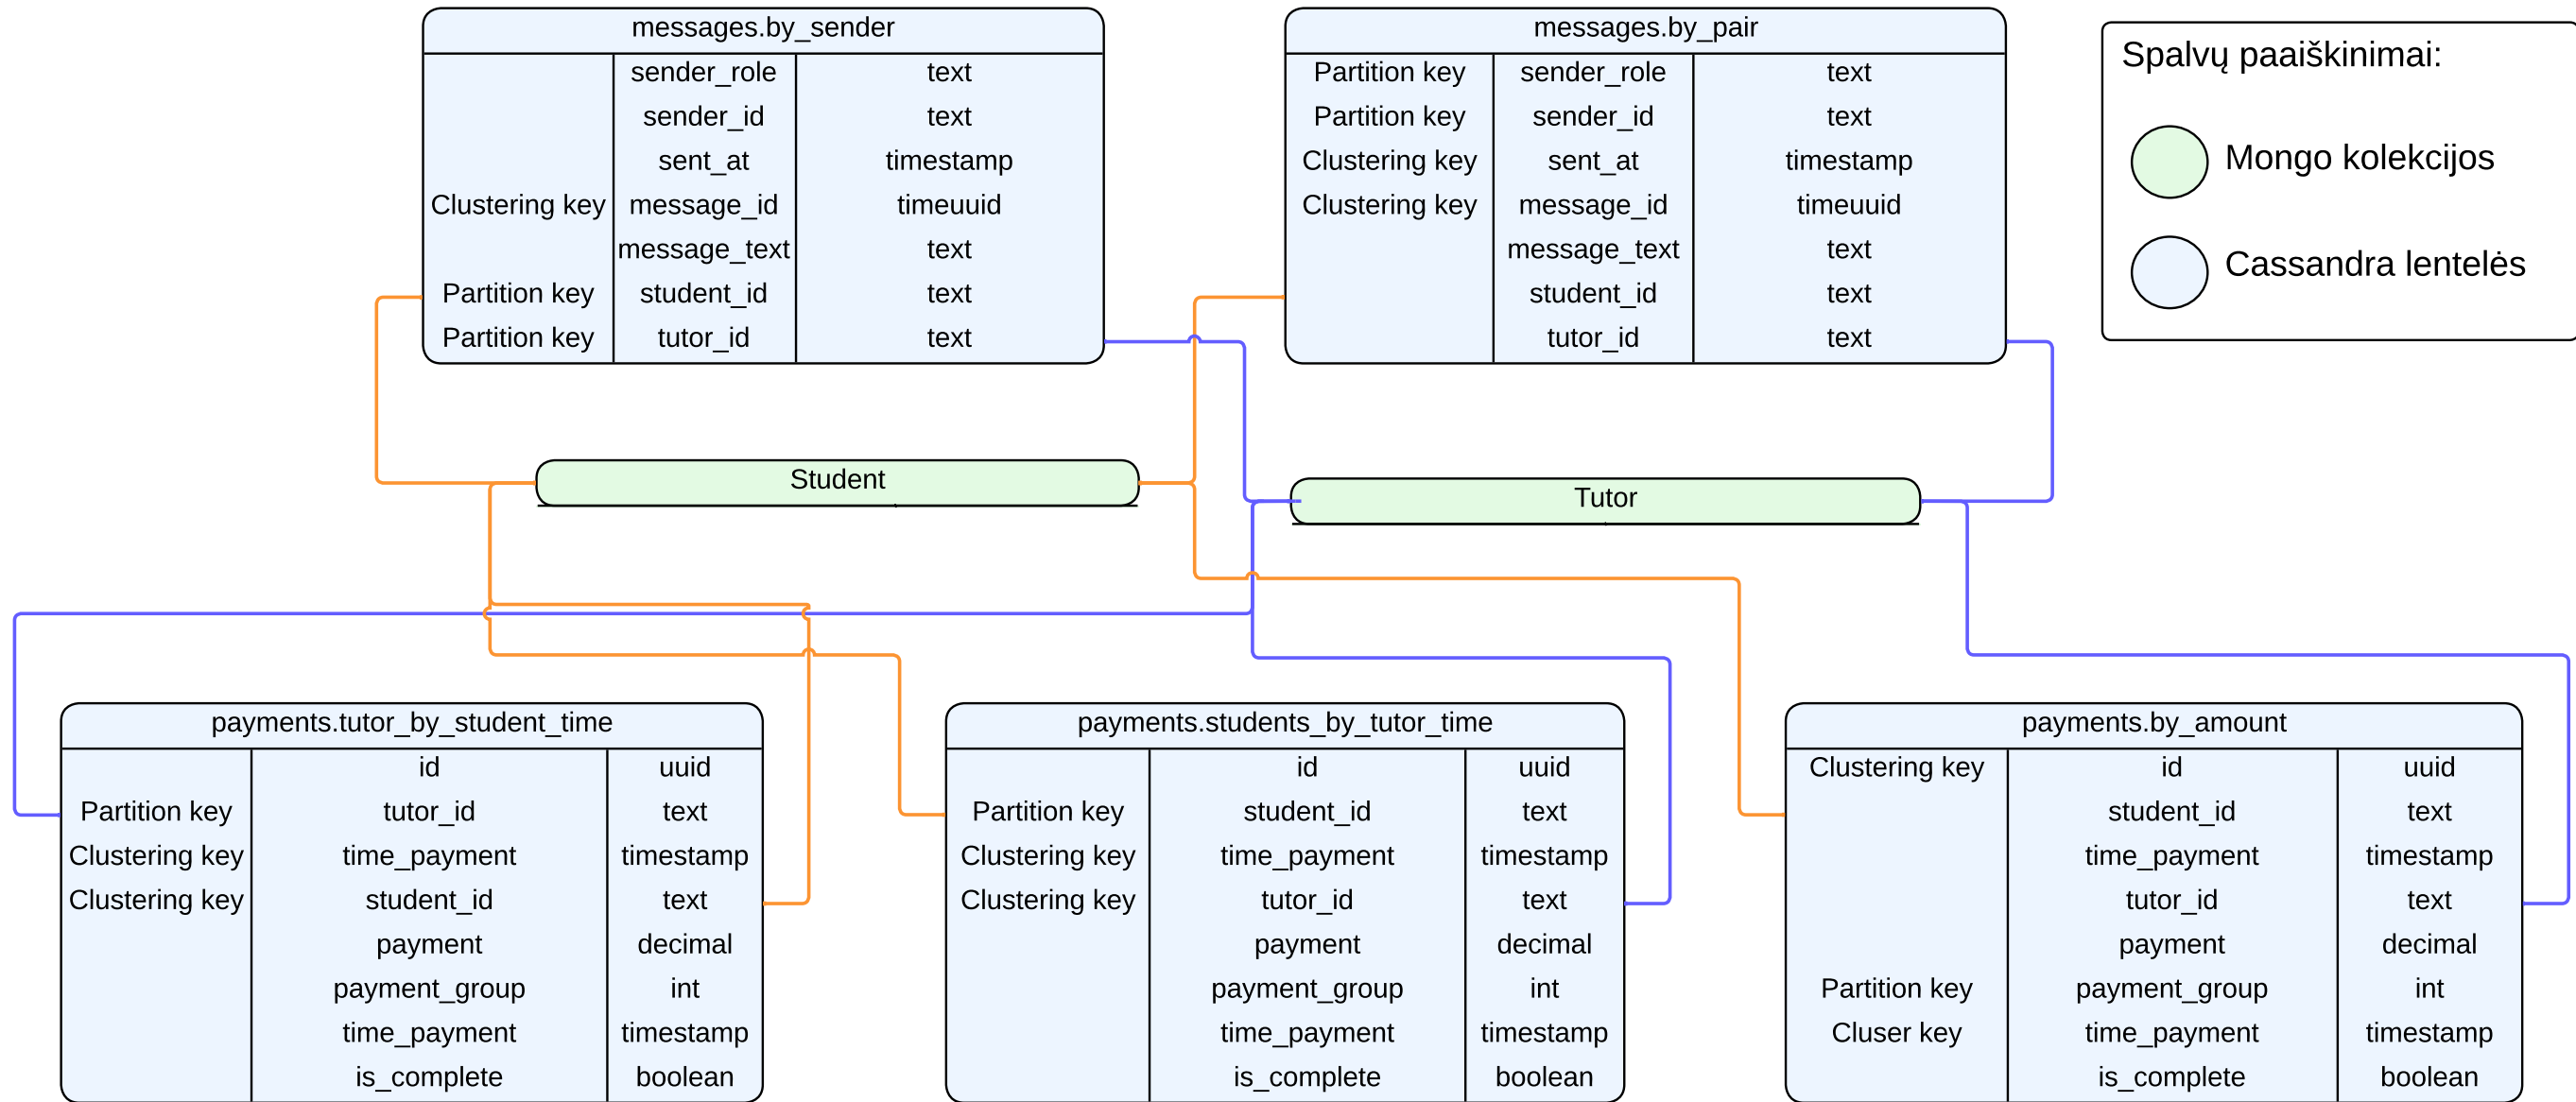 messages.by_sender
sender_role text
sender_id text
sent_at timestamp
Clustering key message_id timeuuid
message_text text
Partition key student_id text
Partition key tutor_id text
messages.by_pair
Partition key sender_role text
Partition key sender_id text
Clustering key sent_at timestamp
Clustering key message_id timeuuid
message_text text
student_id text
tutor_id text
Spalvų paaiškinimai:
Mongo kolekcijos
Cassandra lentelės
Student
Tutor
payments.tutor_by_student_time
id uuid
Partition key tutor_id text
Clustering key time_payment timestamp
Clustering key student_id text
payment decimal
payment_group int
time_payment timestamp
is_complete boolean
payments.students_by_tutor_time
id uuid
Partition key student_id text
Clustering key time_payment timestamp
Clustering key tutor_id text
payment decimal
payment_group int
time_payment timestamp
is_complete boolean
payments.by_amount
Clustering key id uuid
student_id text
time_payment timestamp
tutor_id text
payment decimal
Partition key payment_group int
Cluser key time_payment timestamp
is_complete boolean